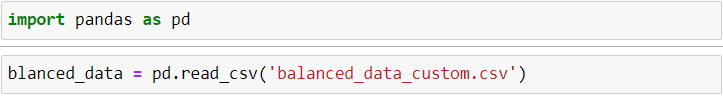 import pandas as pd
blanced_data = pd.read_csv('balanced_data_custom.csv')